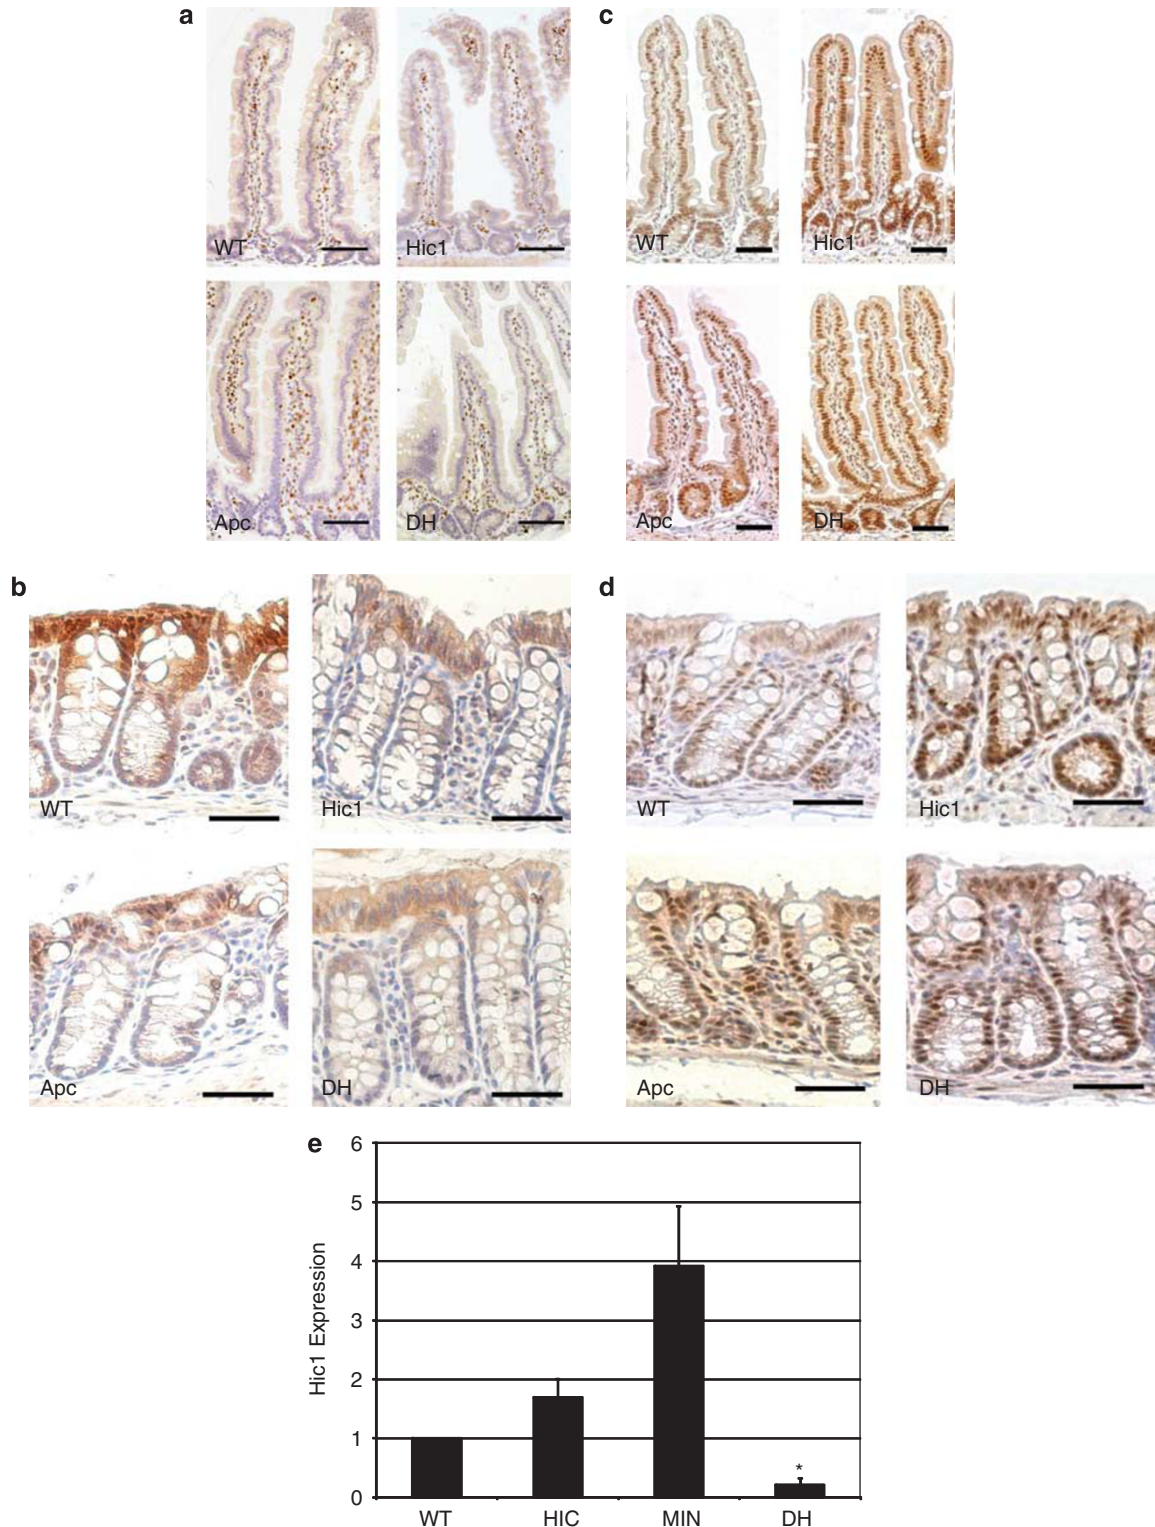 a
WT
Hic1
Apc
DH
c
WT
Hic1
Apc
DH
b
WT
Hic1
Apc
DH
d
WT
Hic1
Apc
DH
e
Hic1 Expression
6
5
4
3
2
1
0
*
WT HIC MIN DH